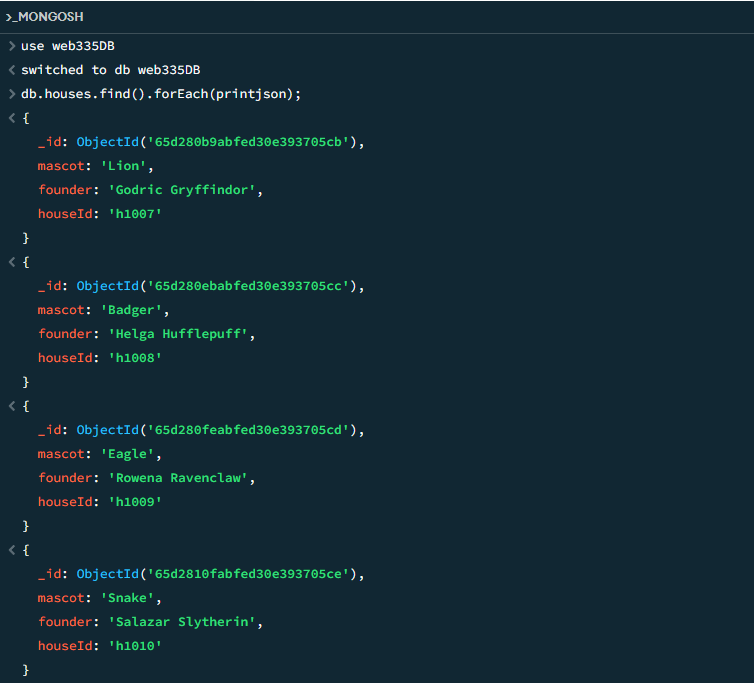 >_MONGOSH
> use web335DB
< switched to db web335DB
> db.houses.find().forEach(printjson);
< {
_id: ObjectId('65d280b9abfed30e393705cb'),
mascot: 'Lion',
founder: 'Godric Gryffindor',
houseId: 'h1007'
}
< {
_id: ObjectId('65d280ebabfed30e393705cc'),
mascot: 'Badger',
founder: 'Helga Hufflepuff',
houseId: 'h1008'
}
< {
_id: ObjectId('65d280feabfed30e393705cd'),
mascot: 'Eagle',
founder: 'Rowena Ravenclaw',
houseId: 'h1009'
}
< {
_id: ObjectId('65d2810fabfed30e393705ce'),
mascot: 'Snake',
founder: 'Salazar Slytherin',
houseId: 'h1010'
}